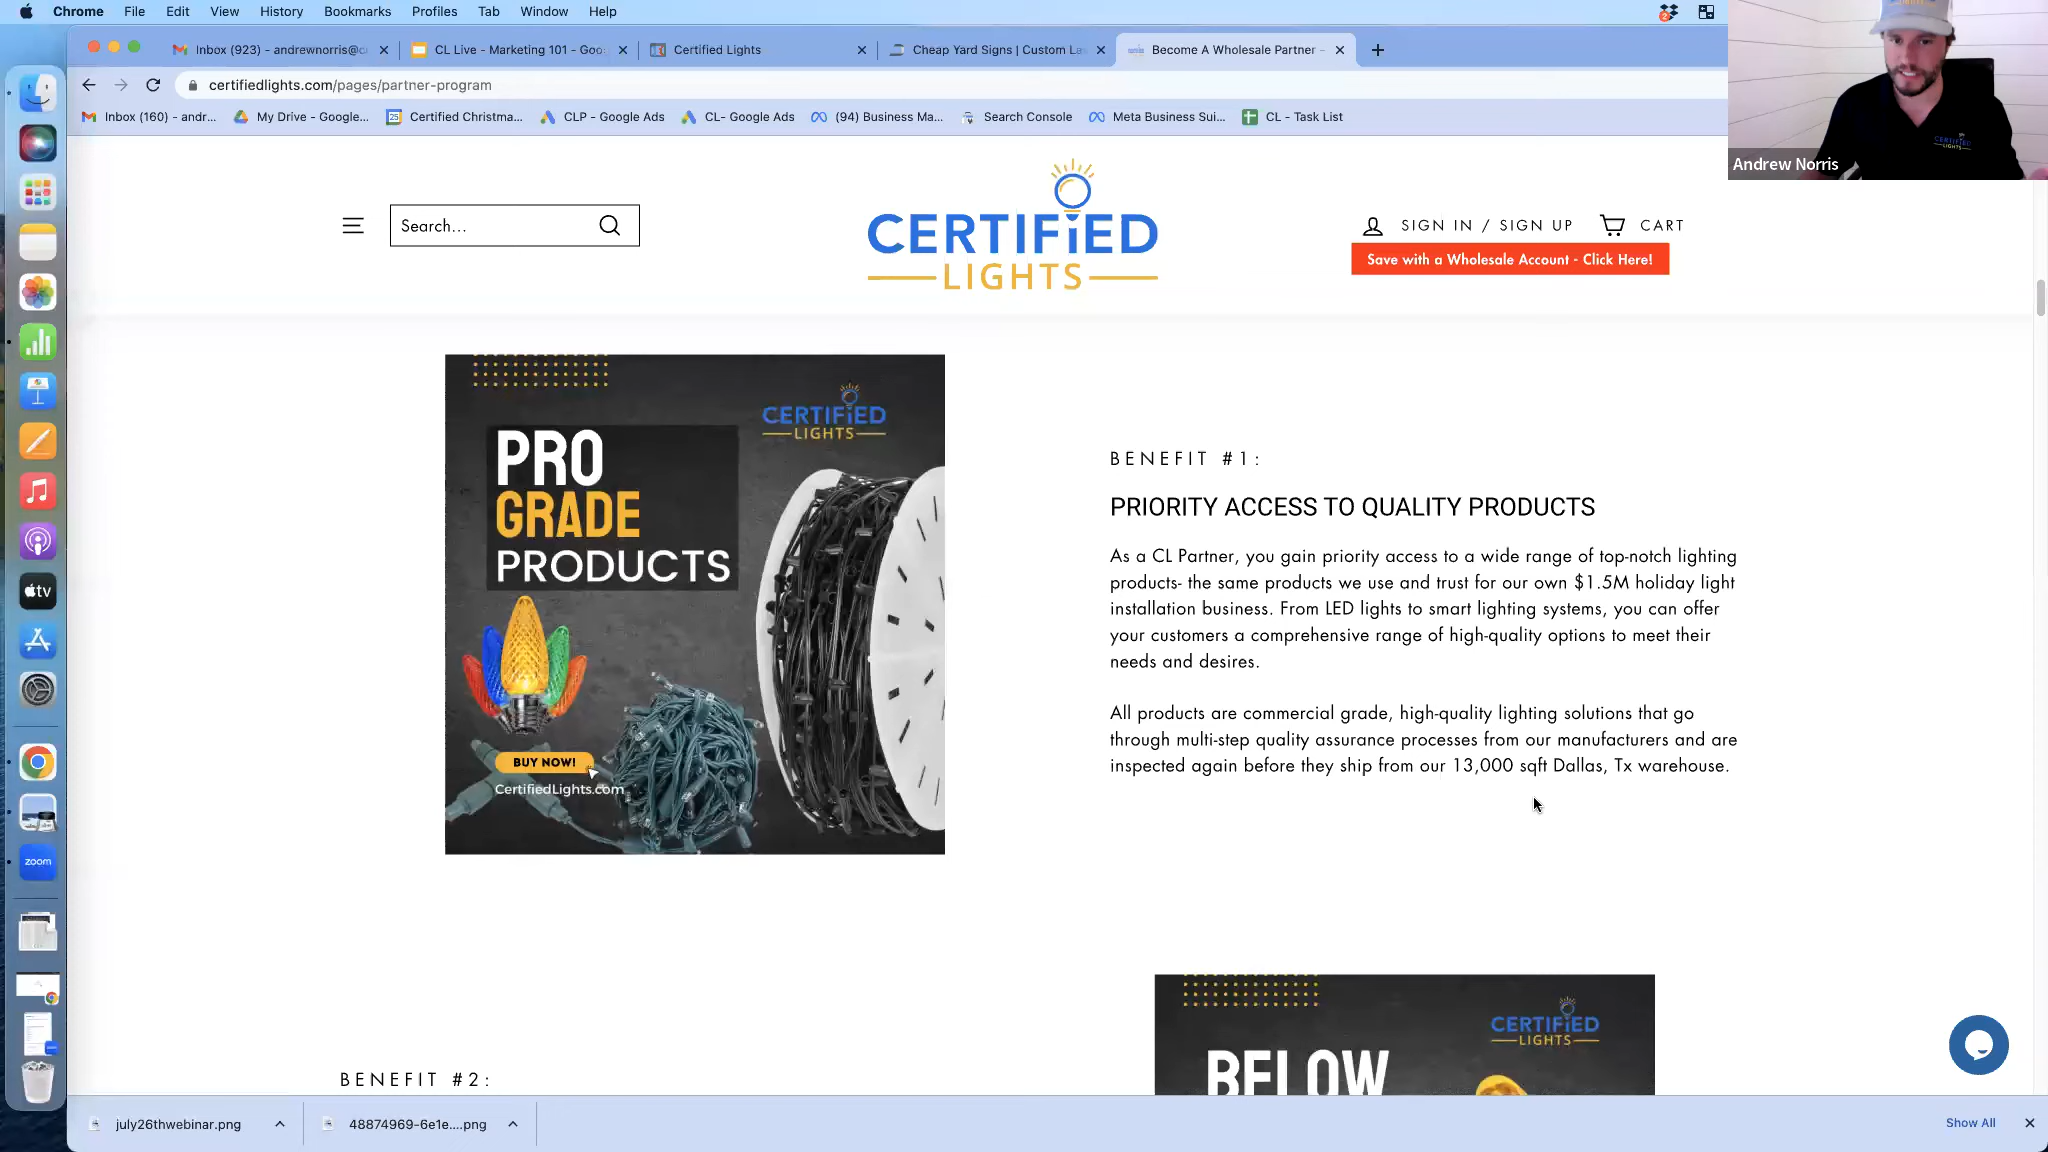 Chrome File Edit View History Bookmarks Profiles Tab Window Help
Inbox (923) - andrewnorris@c
CL Live - Marketing 101 - Goo
Certified Lights
Cheap Yard Signs | Custom La
Become A Wholesale Partner –
certifiedlights.com/pages/partner-program
Inbox (160) - andr...
My Drive - Google...
Certified Christma...
CLP - Google Ads
CL- Google Ads
(94) Business Ma...
Search Console
Meta Business Sui...
CL - Task List
CERTIFIED
LIGHTS
Andrew Norris
Search...
CERTIFiED
LIGHTS
SIGN IN / SIGN UP
CART
Save with a Wholesale Account - Click Here!
CERTIFiED
LIGHTS
PRO
GRADE
PRODUCTS
BUY NOW!
CertifiedLights.com
BENEFIT #1:
PRIORITY ACCESS TO QUALITY PRODUCTS
As a CL Partner, you gain priority access to a wide range of top-notch lighting
products- the same products we use and trust for our own $1.5M holiday light
installation business. From LED lights to smart lighting systems, you can offer
your customers a comprehensive range of high-quality options to meet their
needs and desires.
All products are commercial grade, high-quality lighting solutions that go
through multi-step quality assurance processes from our manufacturers and are
inspected again before they ship from our 13,000 sqft Dallas, Tx warehouse.
BENEFIT #2:
CERTIFiED
LIGHTS
BELOW
tv
zoom
july26thwebinar.png
48874969-6e1e....png
Show All